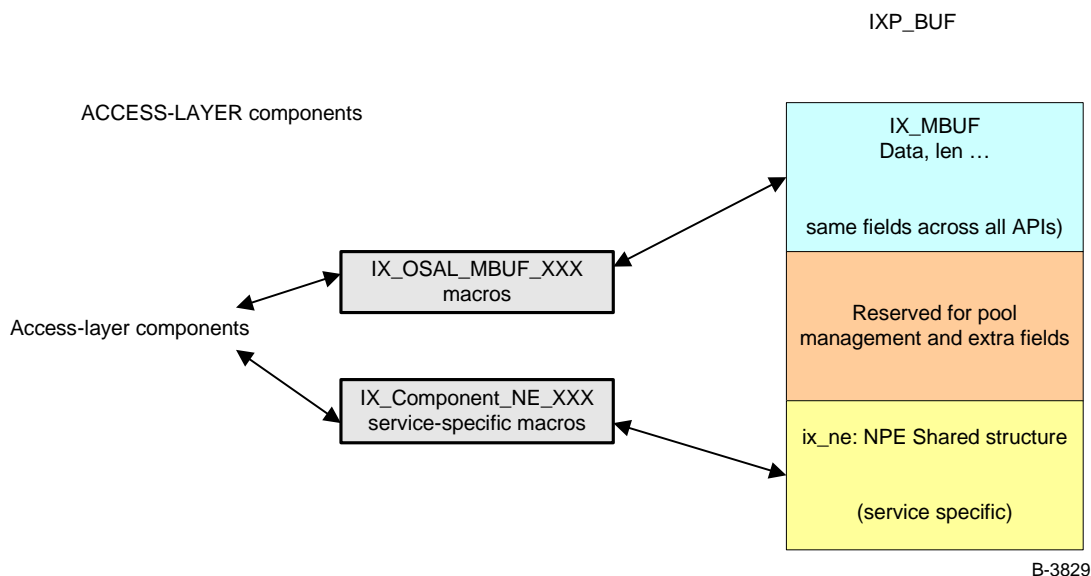 IXP_BUF
ACCESS-LAYER components
IX_MBUF
Data, len …
same fields across all APIs)
IX_OSAL_MBUF_XXX
macros
Reserved for pool
management and extra fields
Access-layer components
IX_Component_NE_XXX
service-specific macros
ix_ne: NPE Shared structure
(service specific)
B-3829